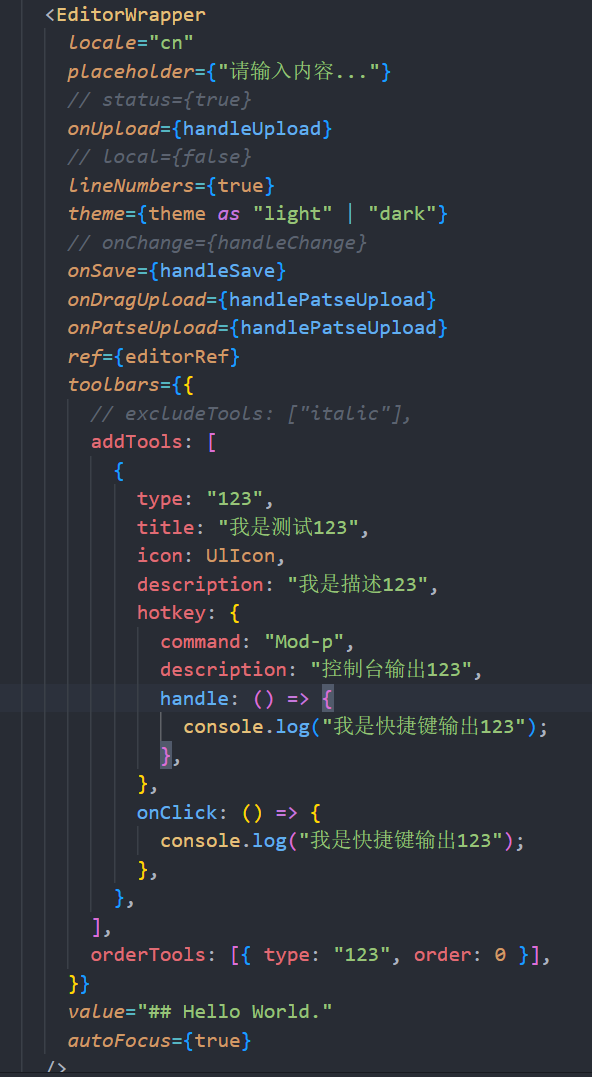 <EditorWrapper
locale="cn"
placeholder={"请输入内容..."}
// status={true}
onUpload={handleUpload}
// local={false}
lineNumbers={true}
theme={theme as "light" | "dark"}
// onChange={handleChange}
onSave={handleSave}
onDragUpload={handlePatseUpload}
onPatseUpload={handlePatseUpload}
ref={editorRef}
toolbars={{
// excludeTools: ["italic"],
addTools: [
{
type: "123",
title: "我是测试123",
icon: UlIcon,
description: "我是描述123",
hotkey: {
command: "Mod-p",
description: "控制台输出123",
handle: () => {
console.log("我是快捷键输出123");
},
},
onClick: () => {
console.log("我是快捷键输出123");
},
},
],
orderTools: [{ type: "123", order: 0 }],
}}
value="## Hello World."
autoFocus={true}
/>